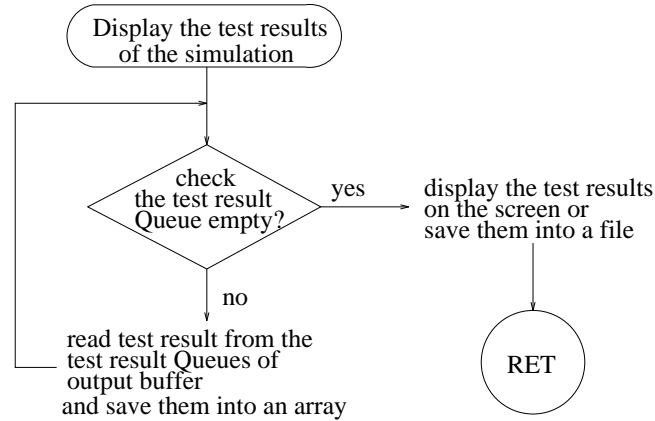 Display the test results
of the simulation
check
the test result
Queue empty?
yes
display the test results
on the screen or
save them into a file
no
read test result from the
test result Queues of
output buffer
and save them into an array
RET